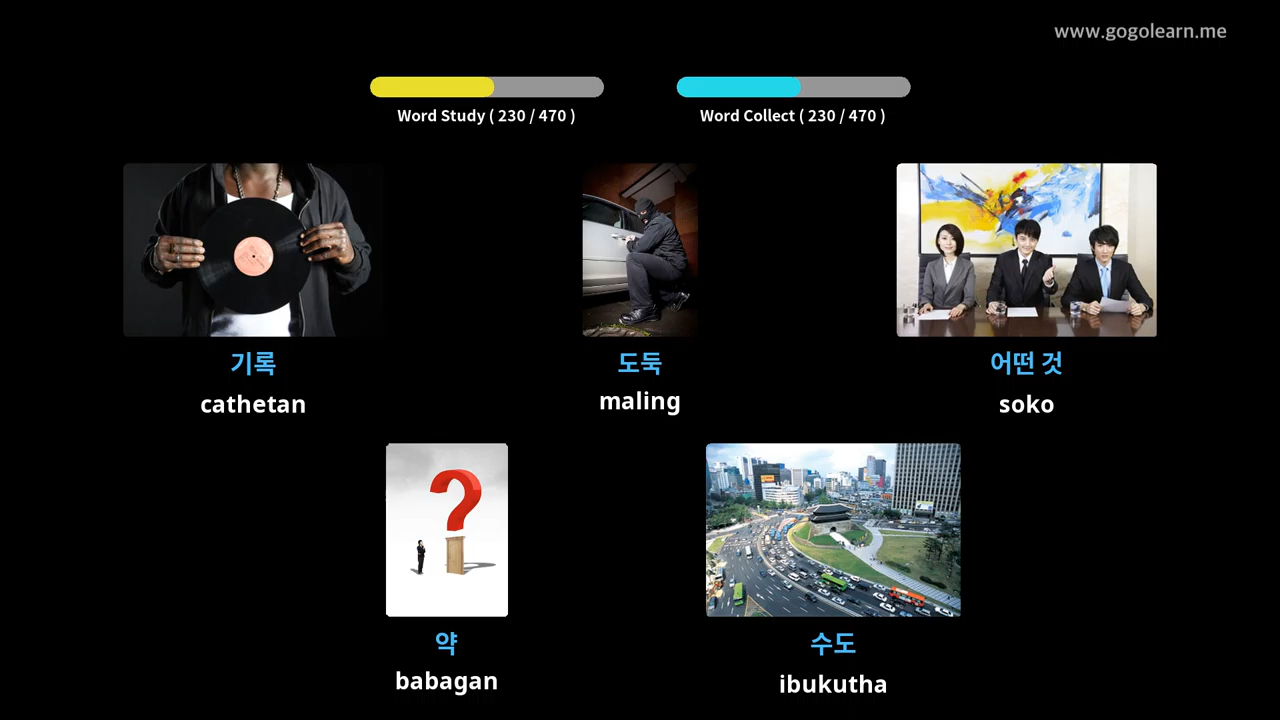 www.gogolearn.me
Word Study ( 230 / 470 )
Word Collect ( 230 / 470 )
기록
cathetan
도둑
maling
어떤 것
soko
약
babagan
수도
ibukutha